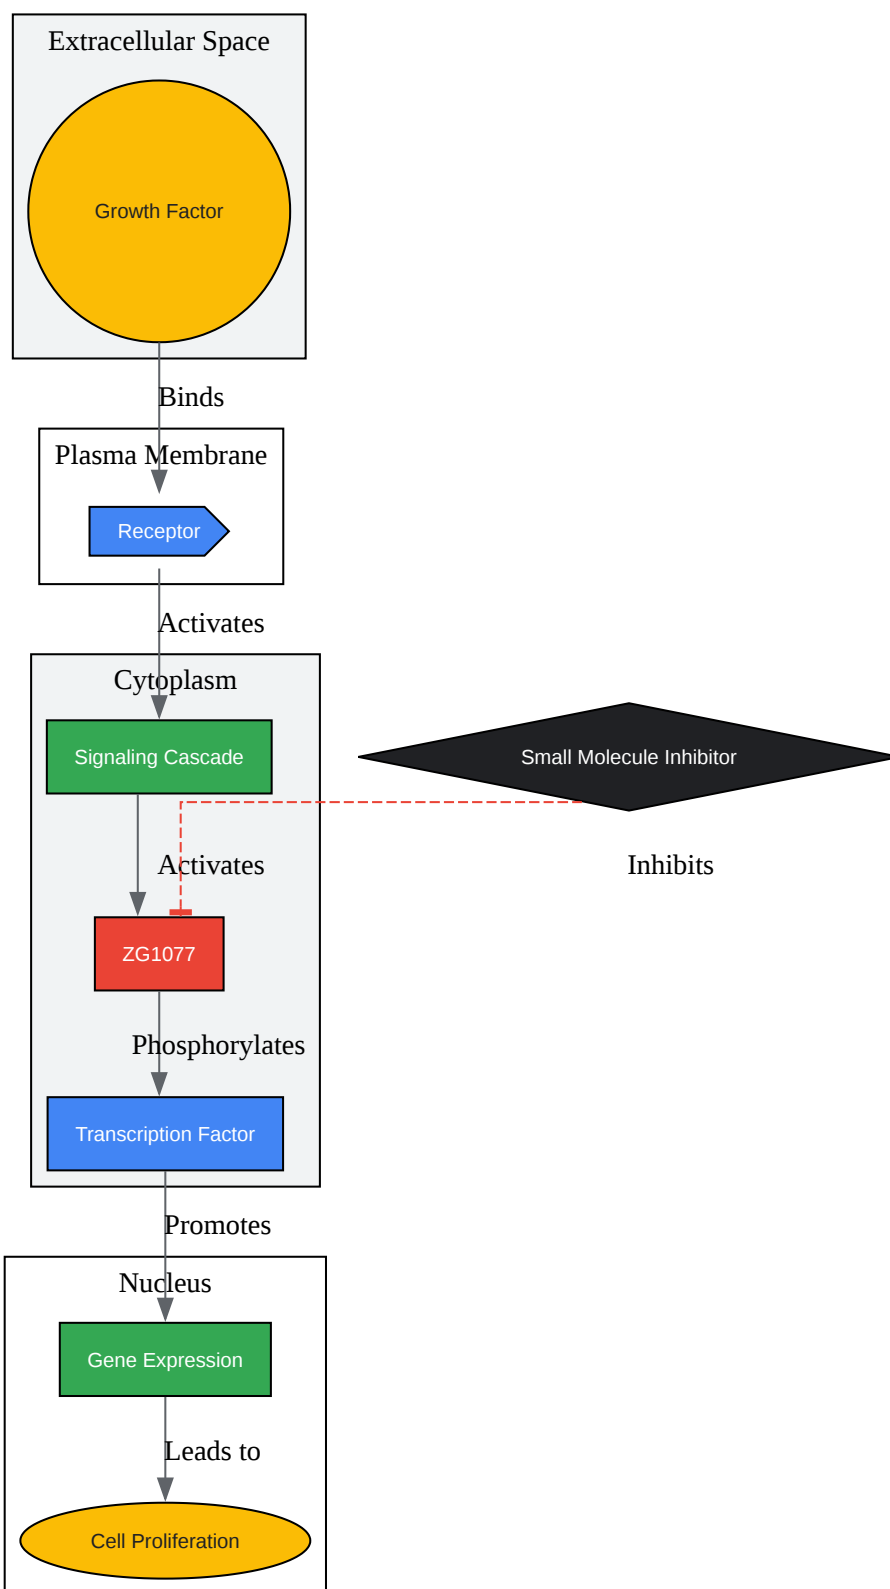 Extracellular Space
Growth Factor
Binds
Plasma Membrane
Receptor
Activates
Cytoplasm
Signaling Cascade
Small Molecule Inhibitor
Activates
Inhibits
ZG1077
Phosphorylates
Transcription Factor
Promotes
Nucleus
Gene Expression
Leads to
Cell Proliferation